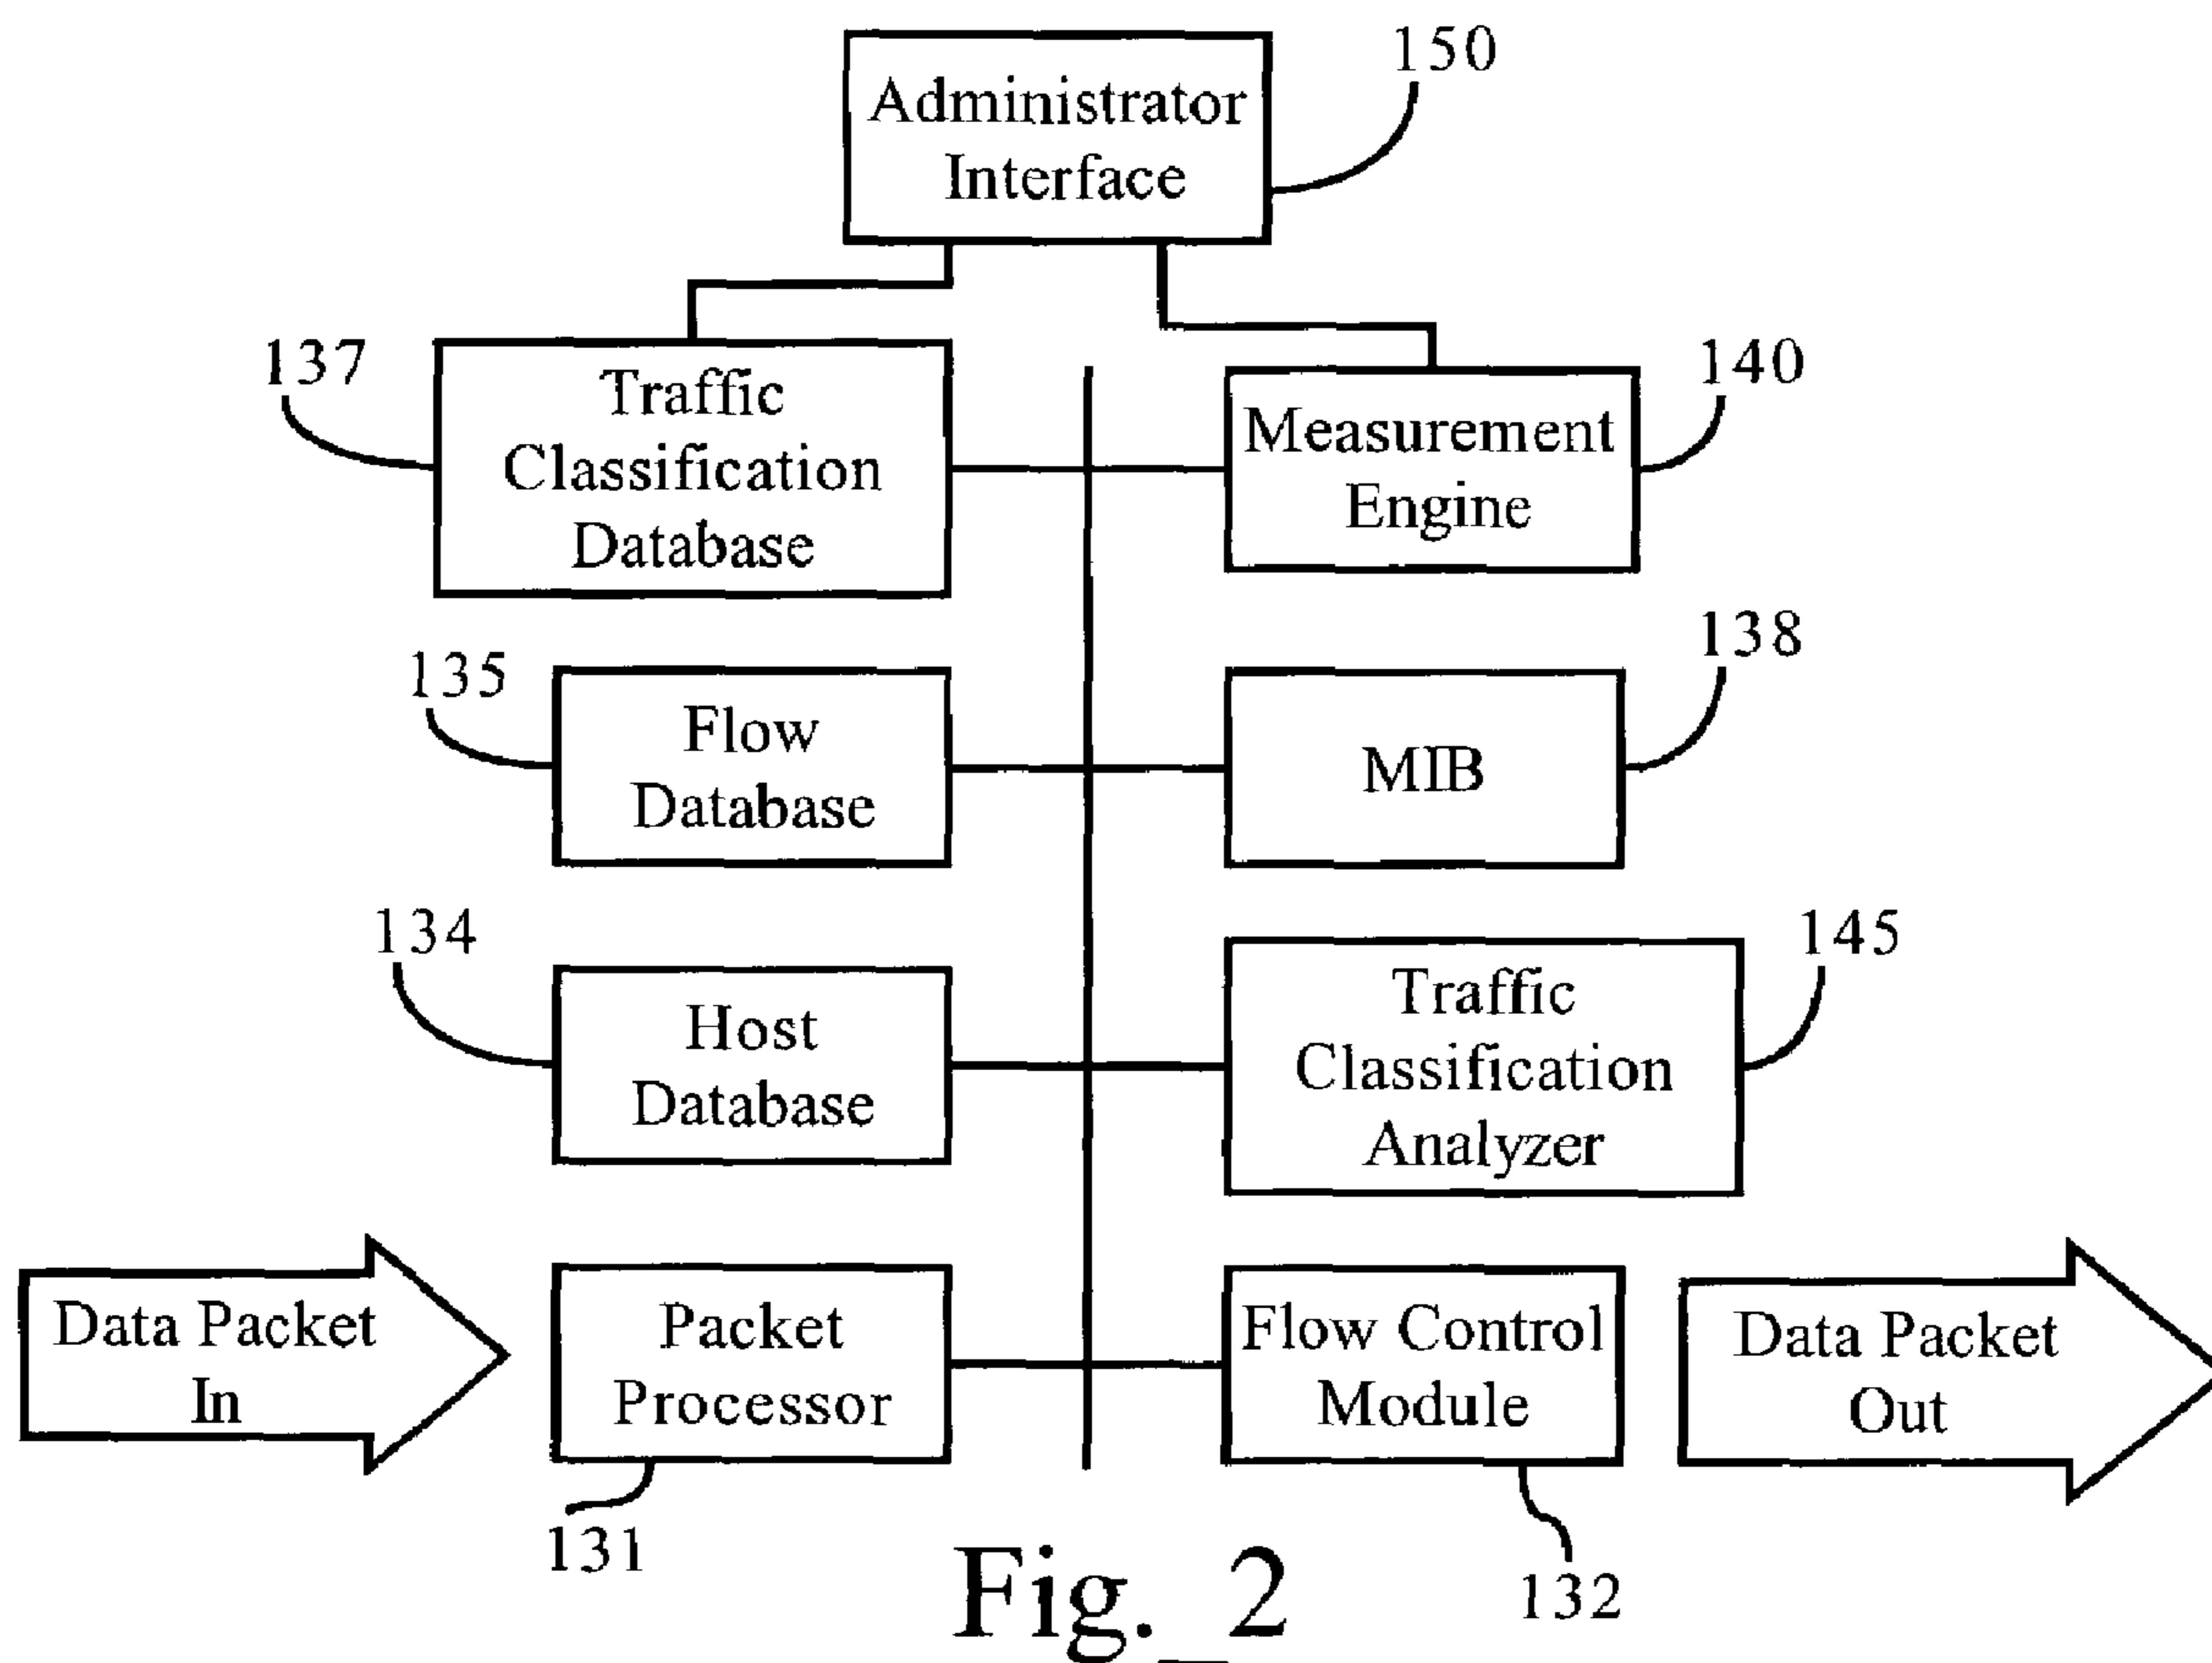 150
Administrator
Interface
137
Traffic
Classification
Database
140
Measurement
Engine
135
Flow
Database
138
MIB
134
Host
Database
145
Traffic
Classification
Analyzer
Data Packet
In
Packet
Processor
131
Flow Control
Module
132
Data Packet
Out
Fig._2